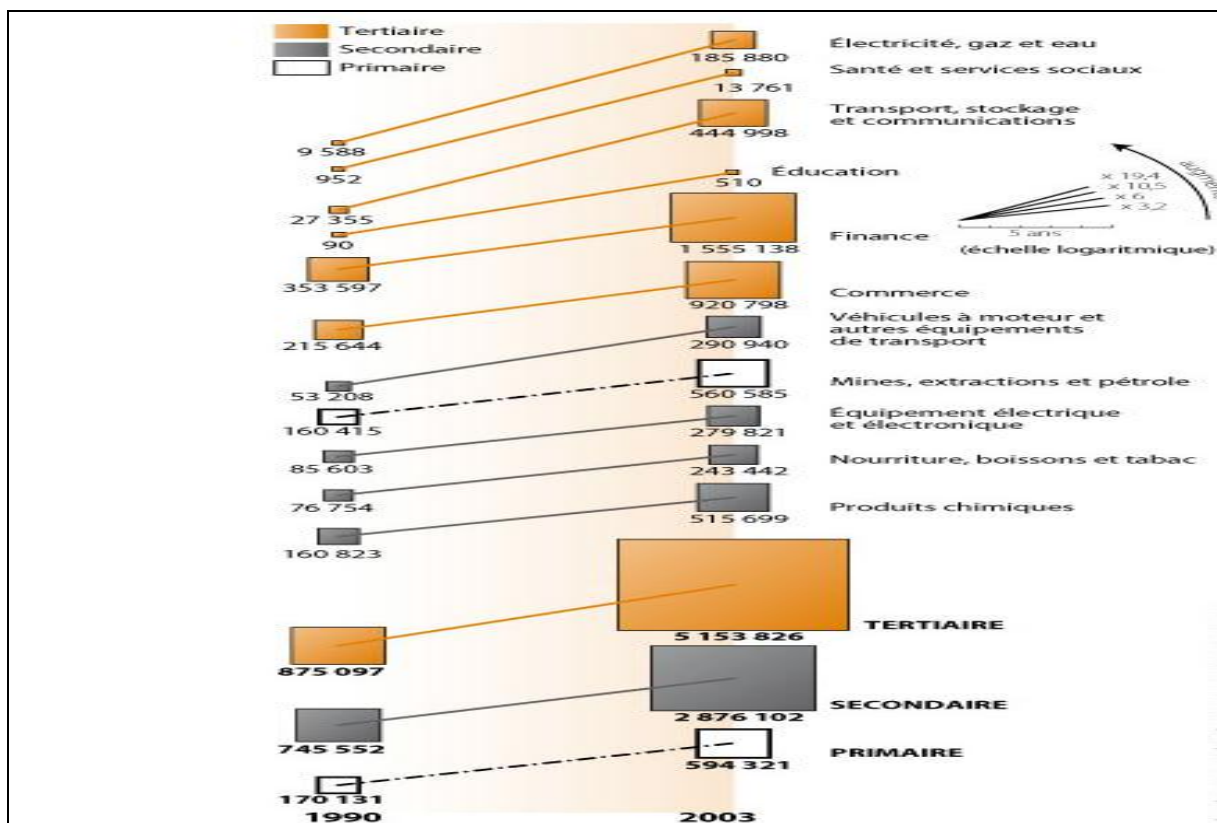 Tertiaire
Secondaire
Primaire
185 880
Électricité, gaz et eau
13 761
Santé et services sociaux
444 998
Transport, stockage
et communications
9 588
952
27 355
90
510
Éducation
x 19,4
x 10,5
x 6
x 3,2
5 ans
(échelle logaritmique)
353 597
1 555 138
Finance
215 644
920 798
Commerce
53 208
290 940
Véhicules à moteur et
autres équipements
de transport
160 415
560 585
Mines, extractions et pétrole
85 603
279 821
Équipement électrique
et électronique
76 754
243 442
Nourriture, boissons et tabac
160 823
515 699
Produits chimiques
875 097
5 153 826
TERTIAIRE
745 552
2 876 102
SECONDAIRE
170 131
594 321
PRIMAIRE
1990
2003